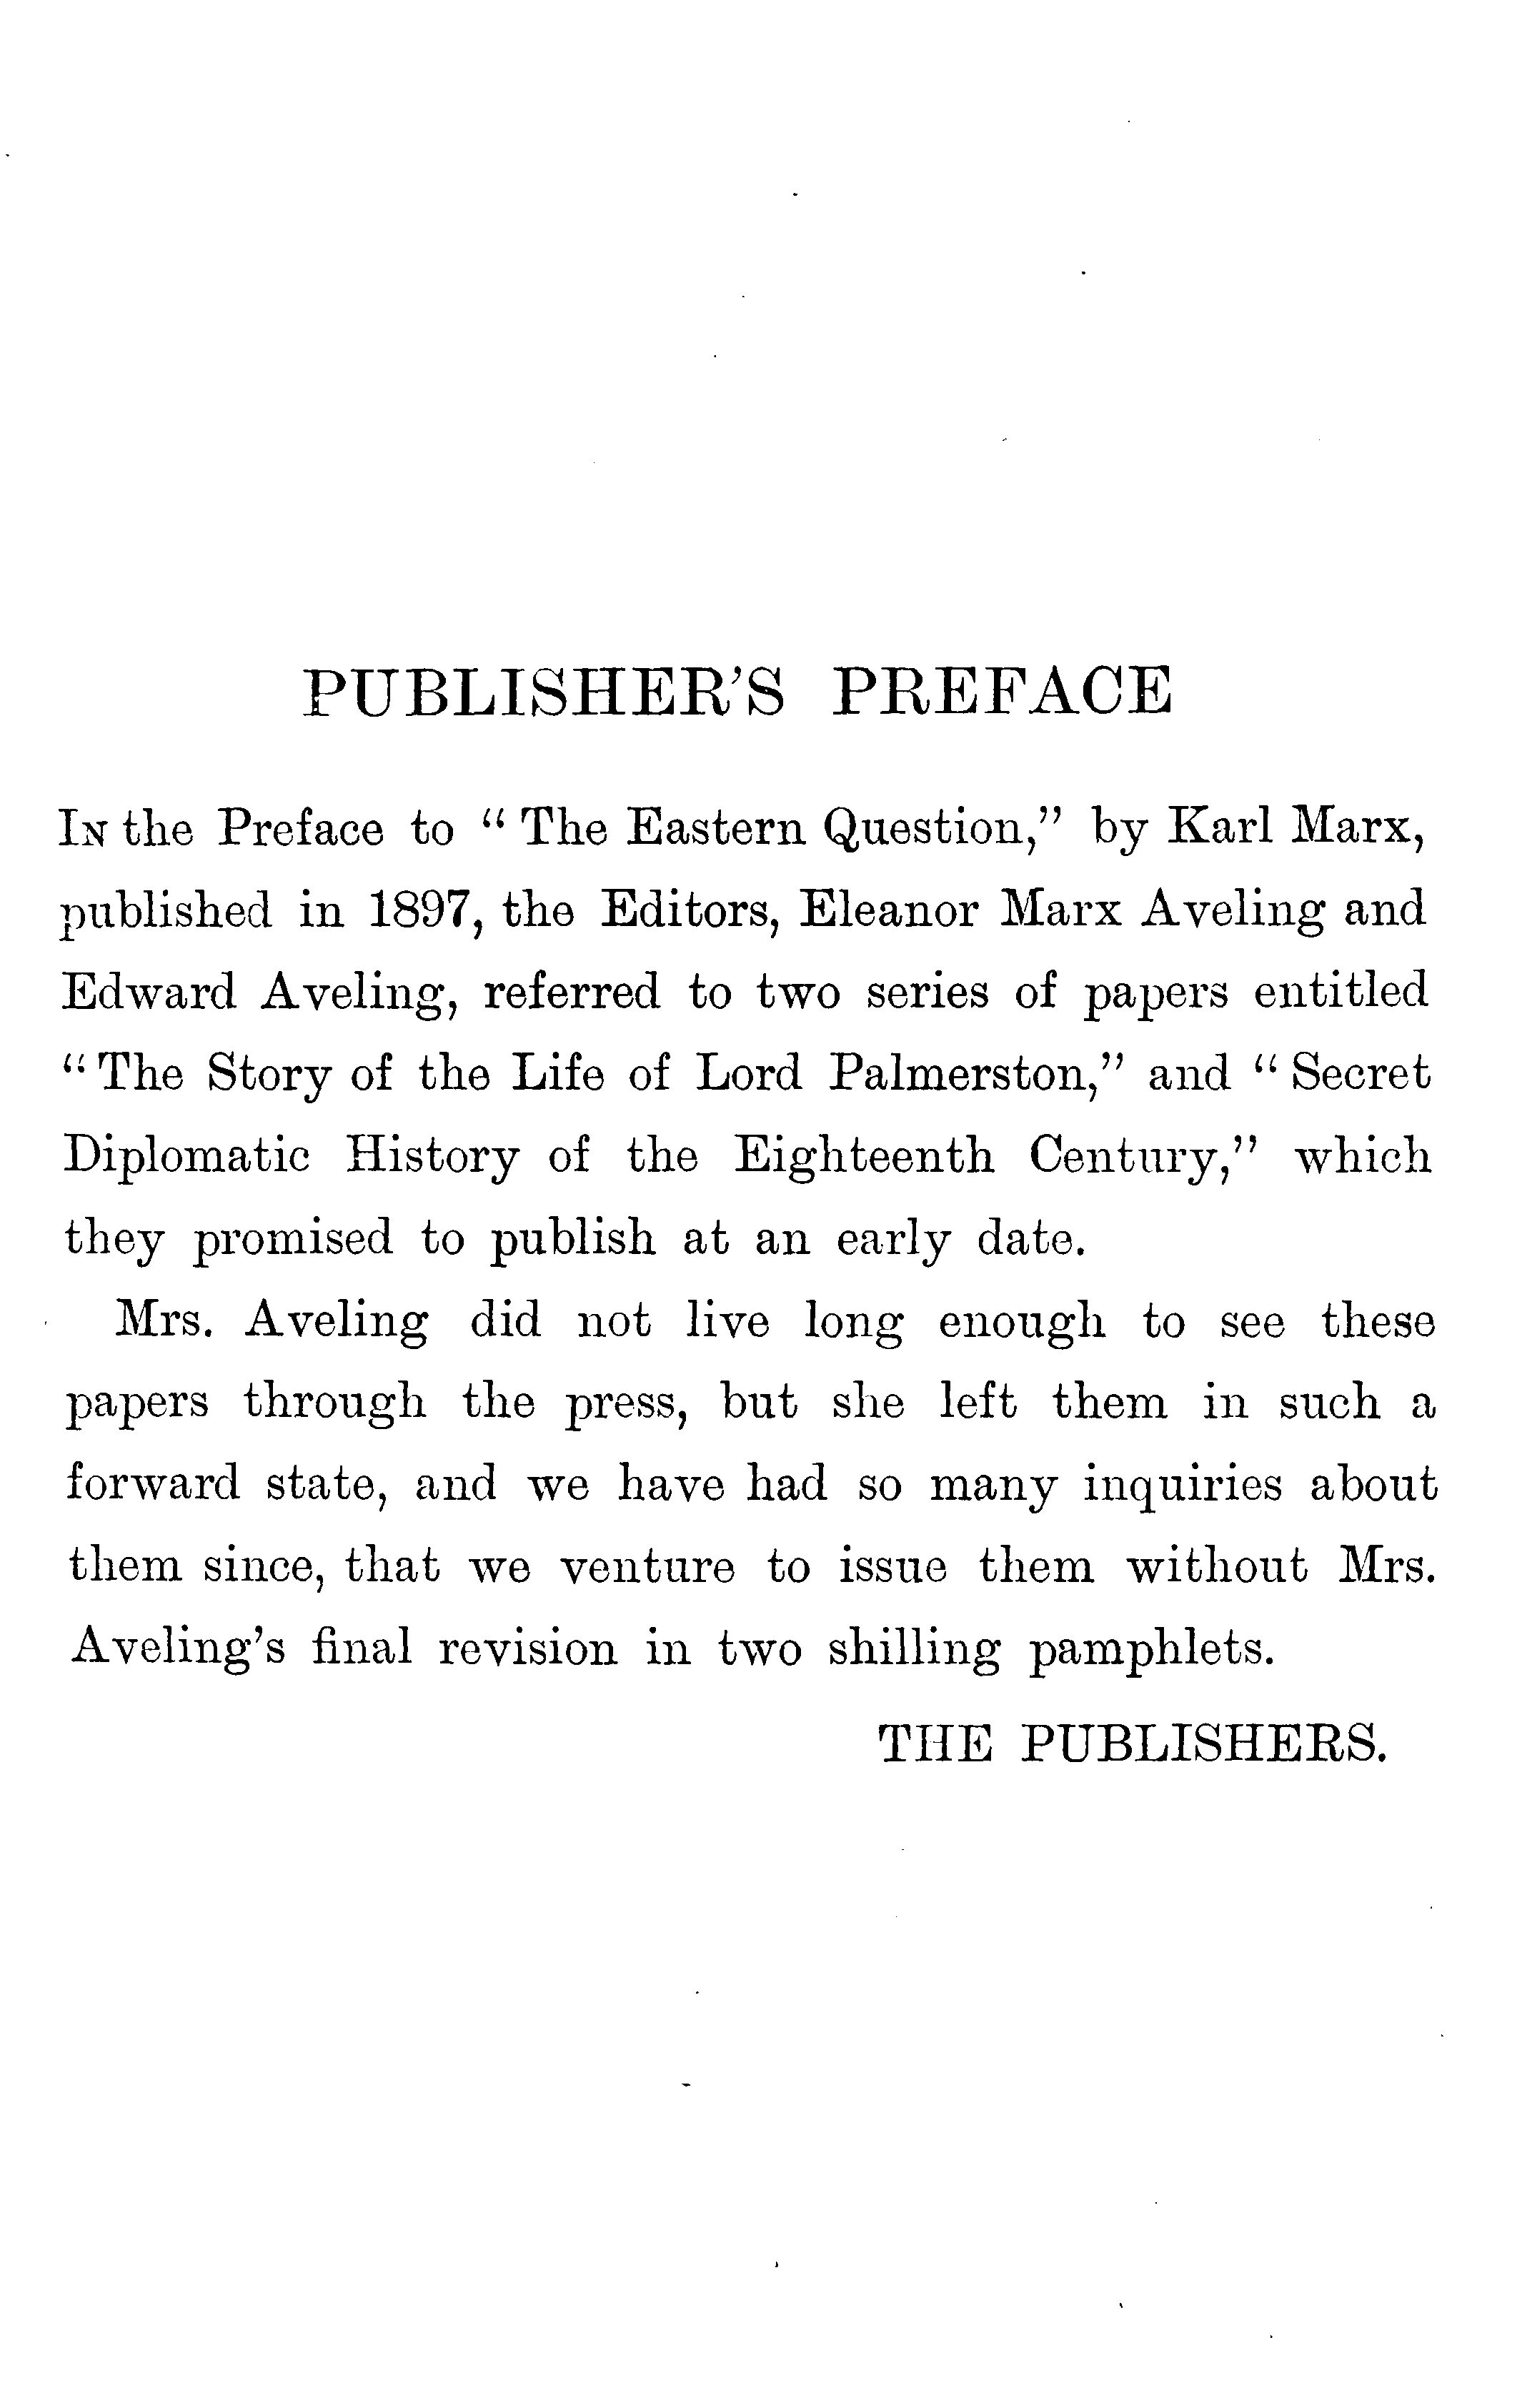 PUBLISHER'S PREFACE
In the Preface to “The Eastern Question,” by Karl Marx,
published in 1897, the Editors, Eleanor Marx Aveling and
Edward Aveling, referred to two series of papers entitled
“The Story of the Life of Lord Palmerston,” and “Secret
Diplomatic History of the Eighteenth Century,” which
they promised to publish at an early date.
Mrs. Aveling did not live long enough to see these
papers through the press, but she left them in such a
forward state, and we have had so many inquiries about
them since, that we venture to issue them without Mrs.
Aveling's final revision in two shilling pamphlets.
THE PUBLISHERS.